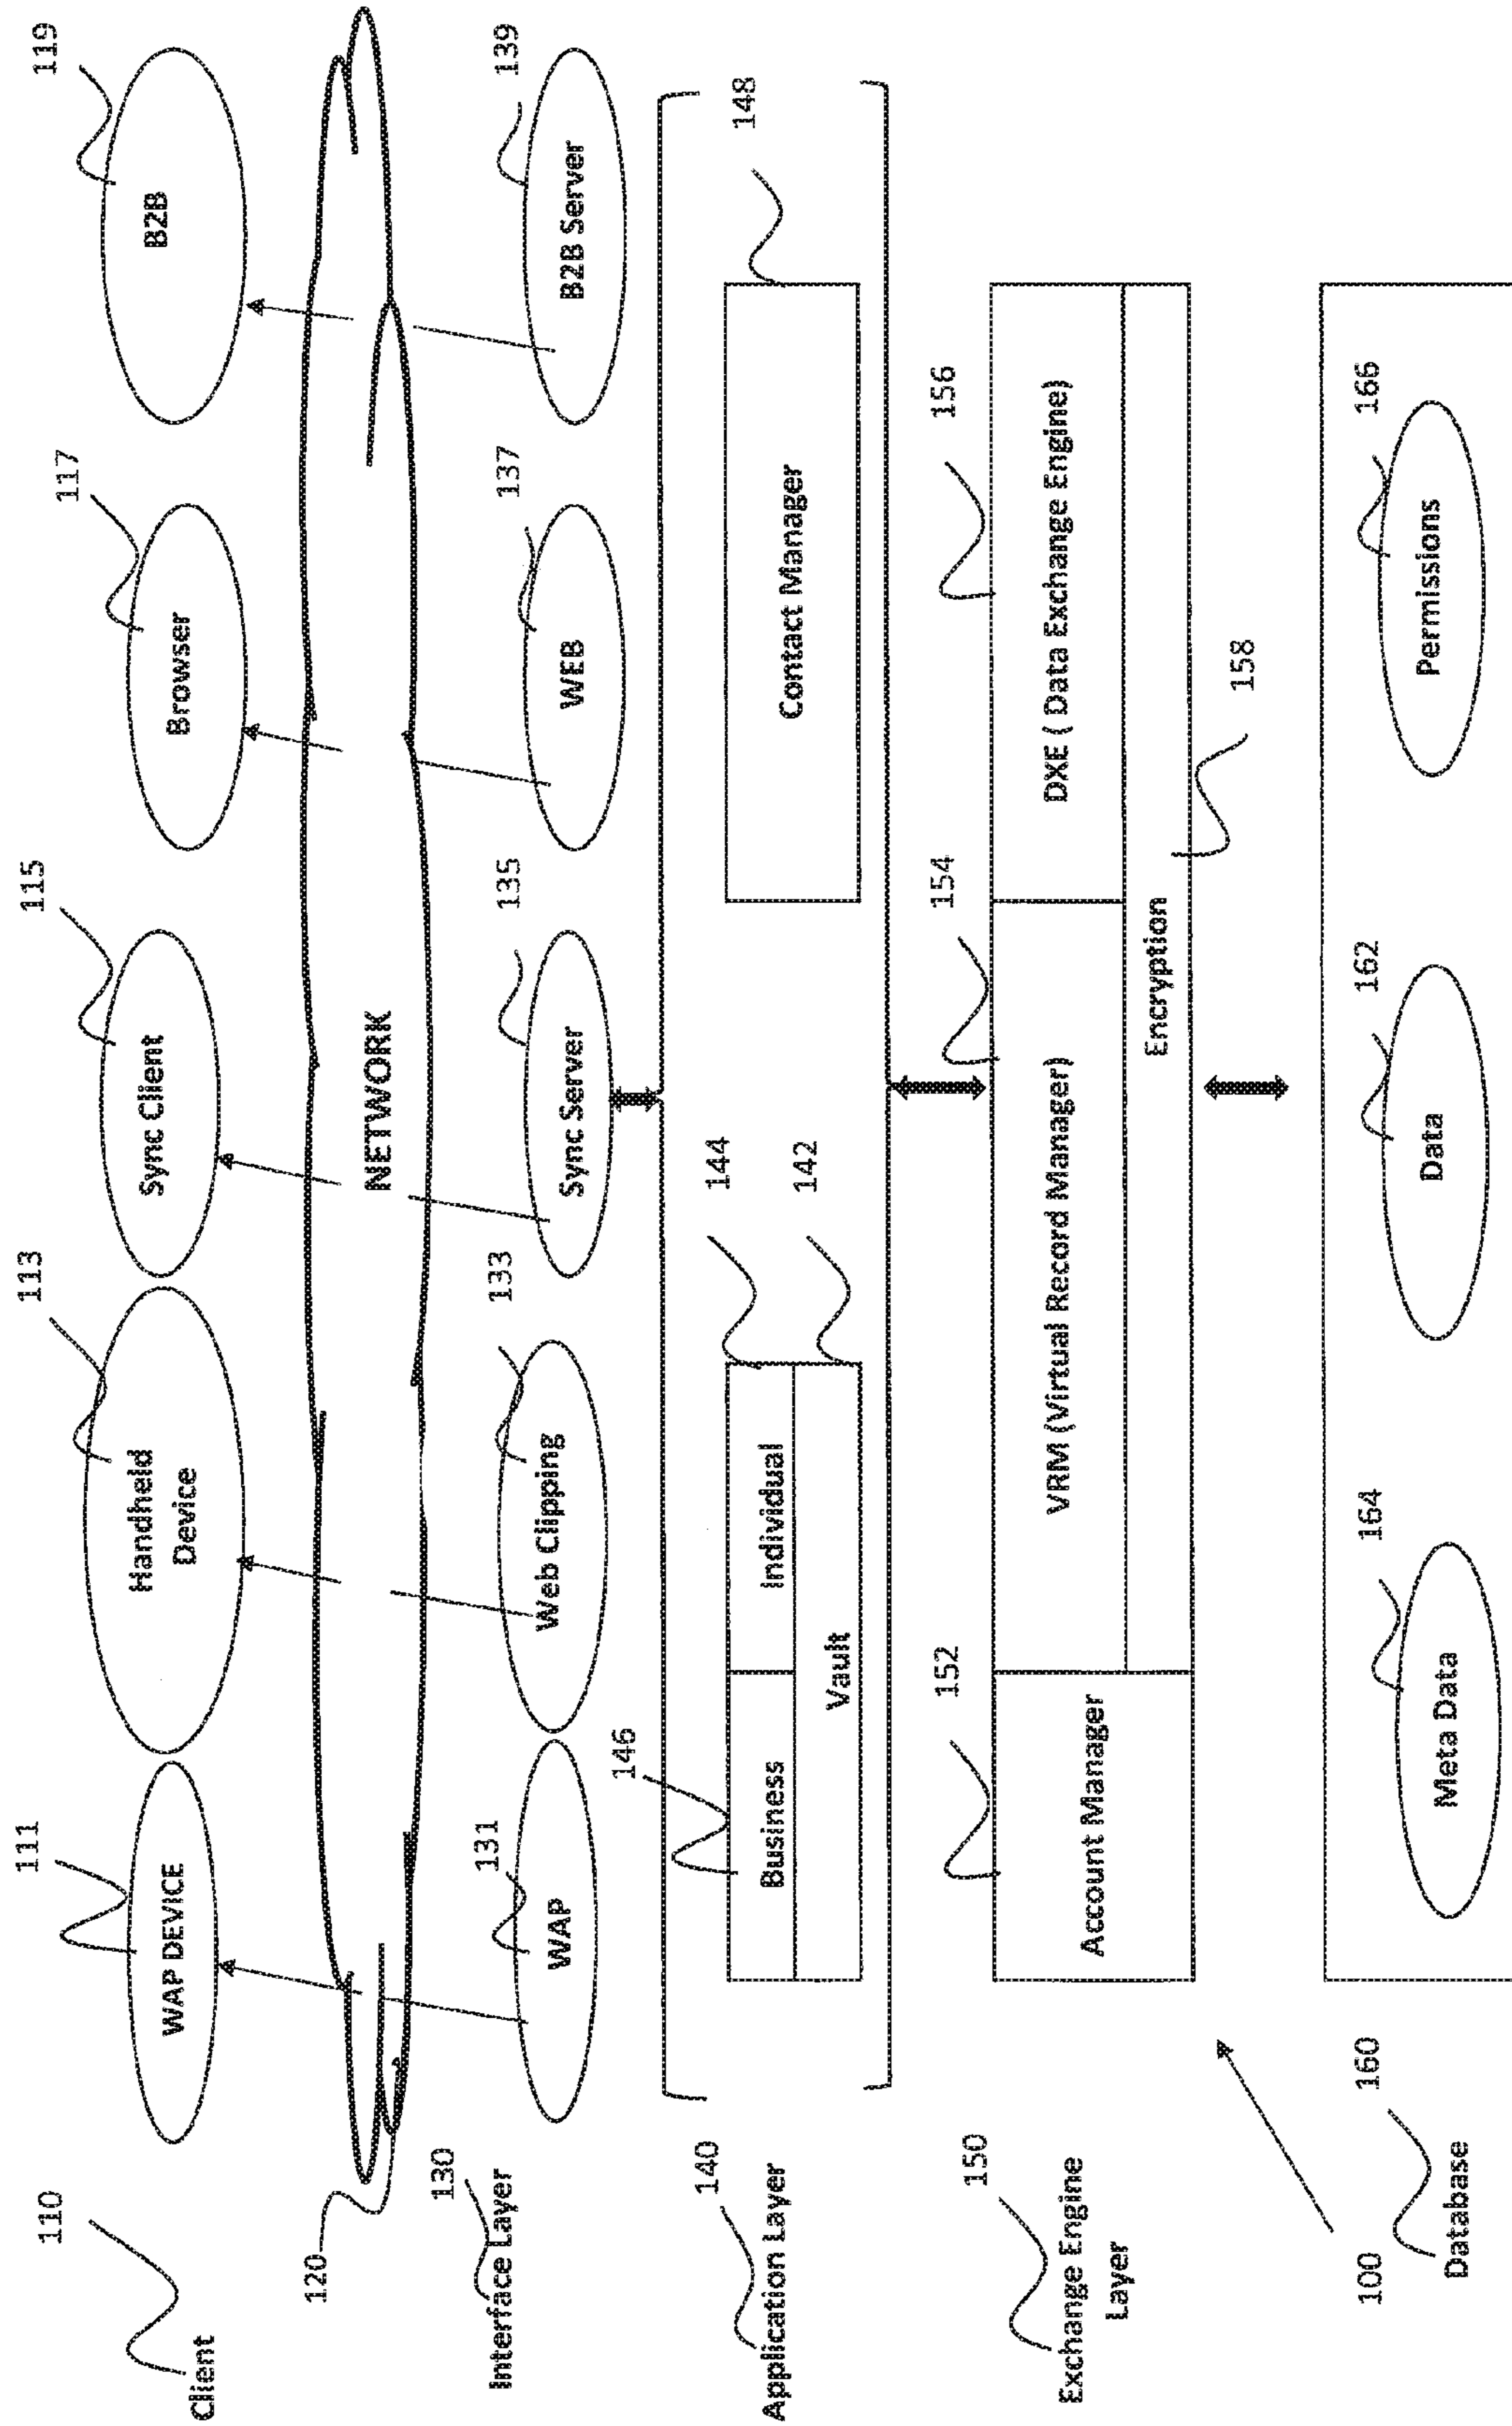 110
111
113
115
117
119
Client
WAP DEVICE
Handheld
Device
Sync Client
Browser
B2B
120
NETWORK
130
Interface Layer
131
133
135
137
139
WAP
Web Clipping
Sync Server
WEB
B2B Server
140
Application Layer
146
144
142
148
Business
Individual
Vault
Contact Manager
150
Exchange Engine
Layer
152
154
156
Account Manager
VRM (Virtual Record Manager)
DXE ( Data Exchange Engine)
Encryption
158
100
160
Database
164
162
166
Meta Data
Data
Permissions